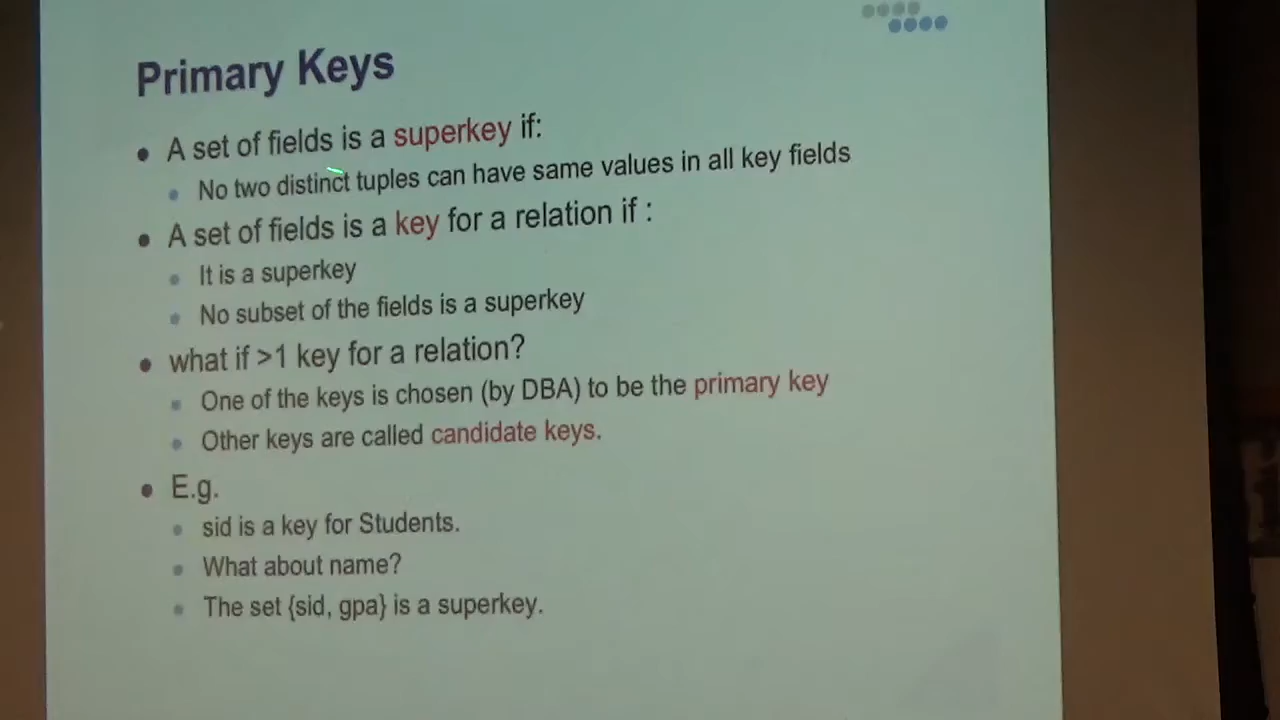 Primary Keys
A set of fields is a superkey if:
No two distinct tuples can have same values in all key fields
A set of fields is a key for a relation if :
It is a superkey
No subset of the fields is a superkey
what if >1 key for a relation?
One of the keys is chosen (by DBA) to be the primary key
Other keys are called candidate keys.
E.g.
sid is a key for Students.
What about name?
The set {sid, gpa} is a superkey.